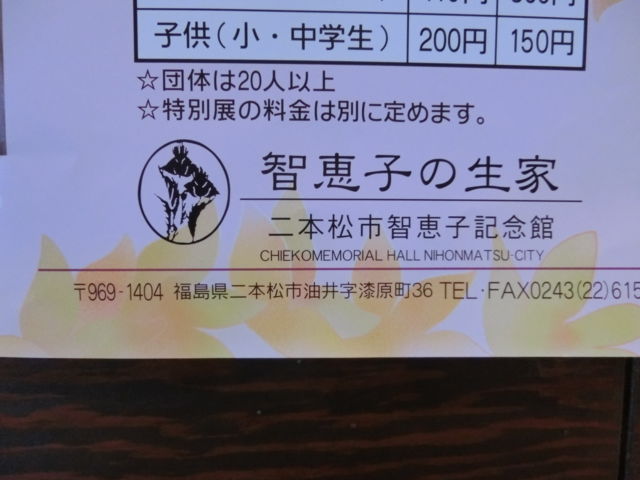 子供(小・中学生) 200円 150円
☆団体は20人以上
☆特別展の料金は別に定めます。
智恵子の生家
二本松市智恵子記念館
CHIEKOMEMORIAL HALL NIHONMATSU-CITY
〒969-1404 福島県二本松市油井字漆原町36 TEL・FAX0243(22)615